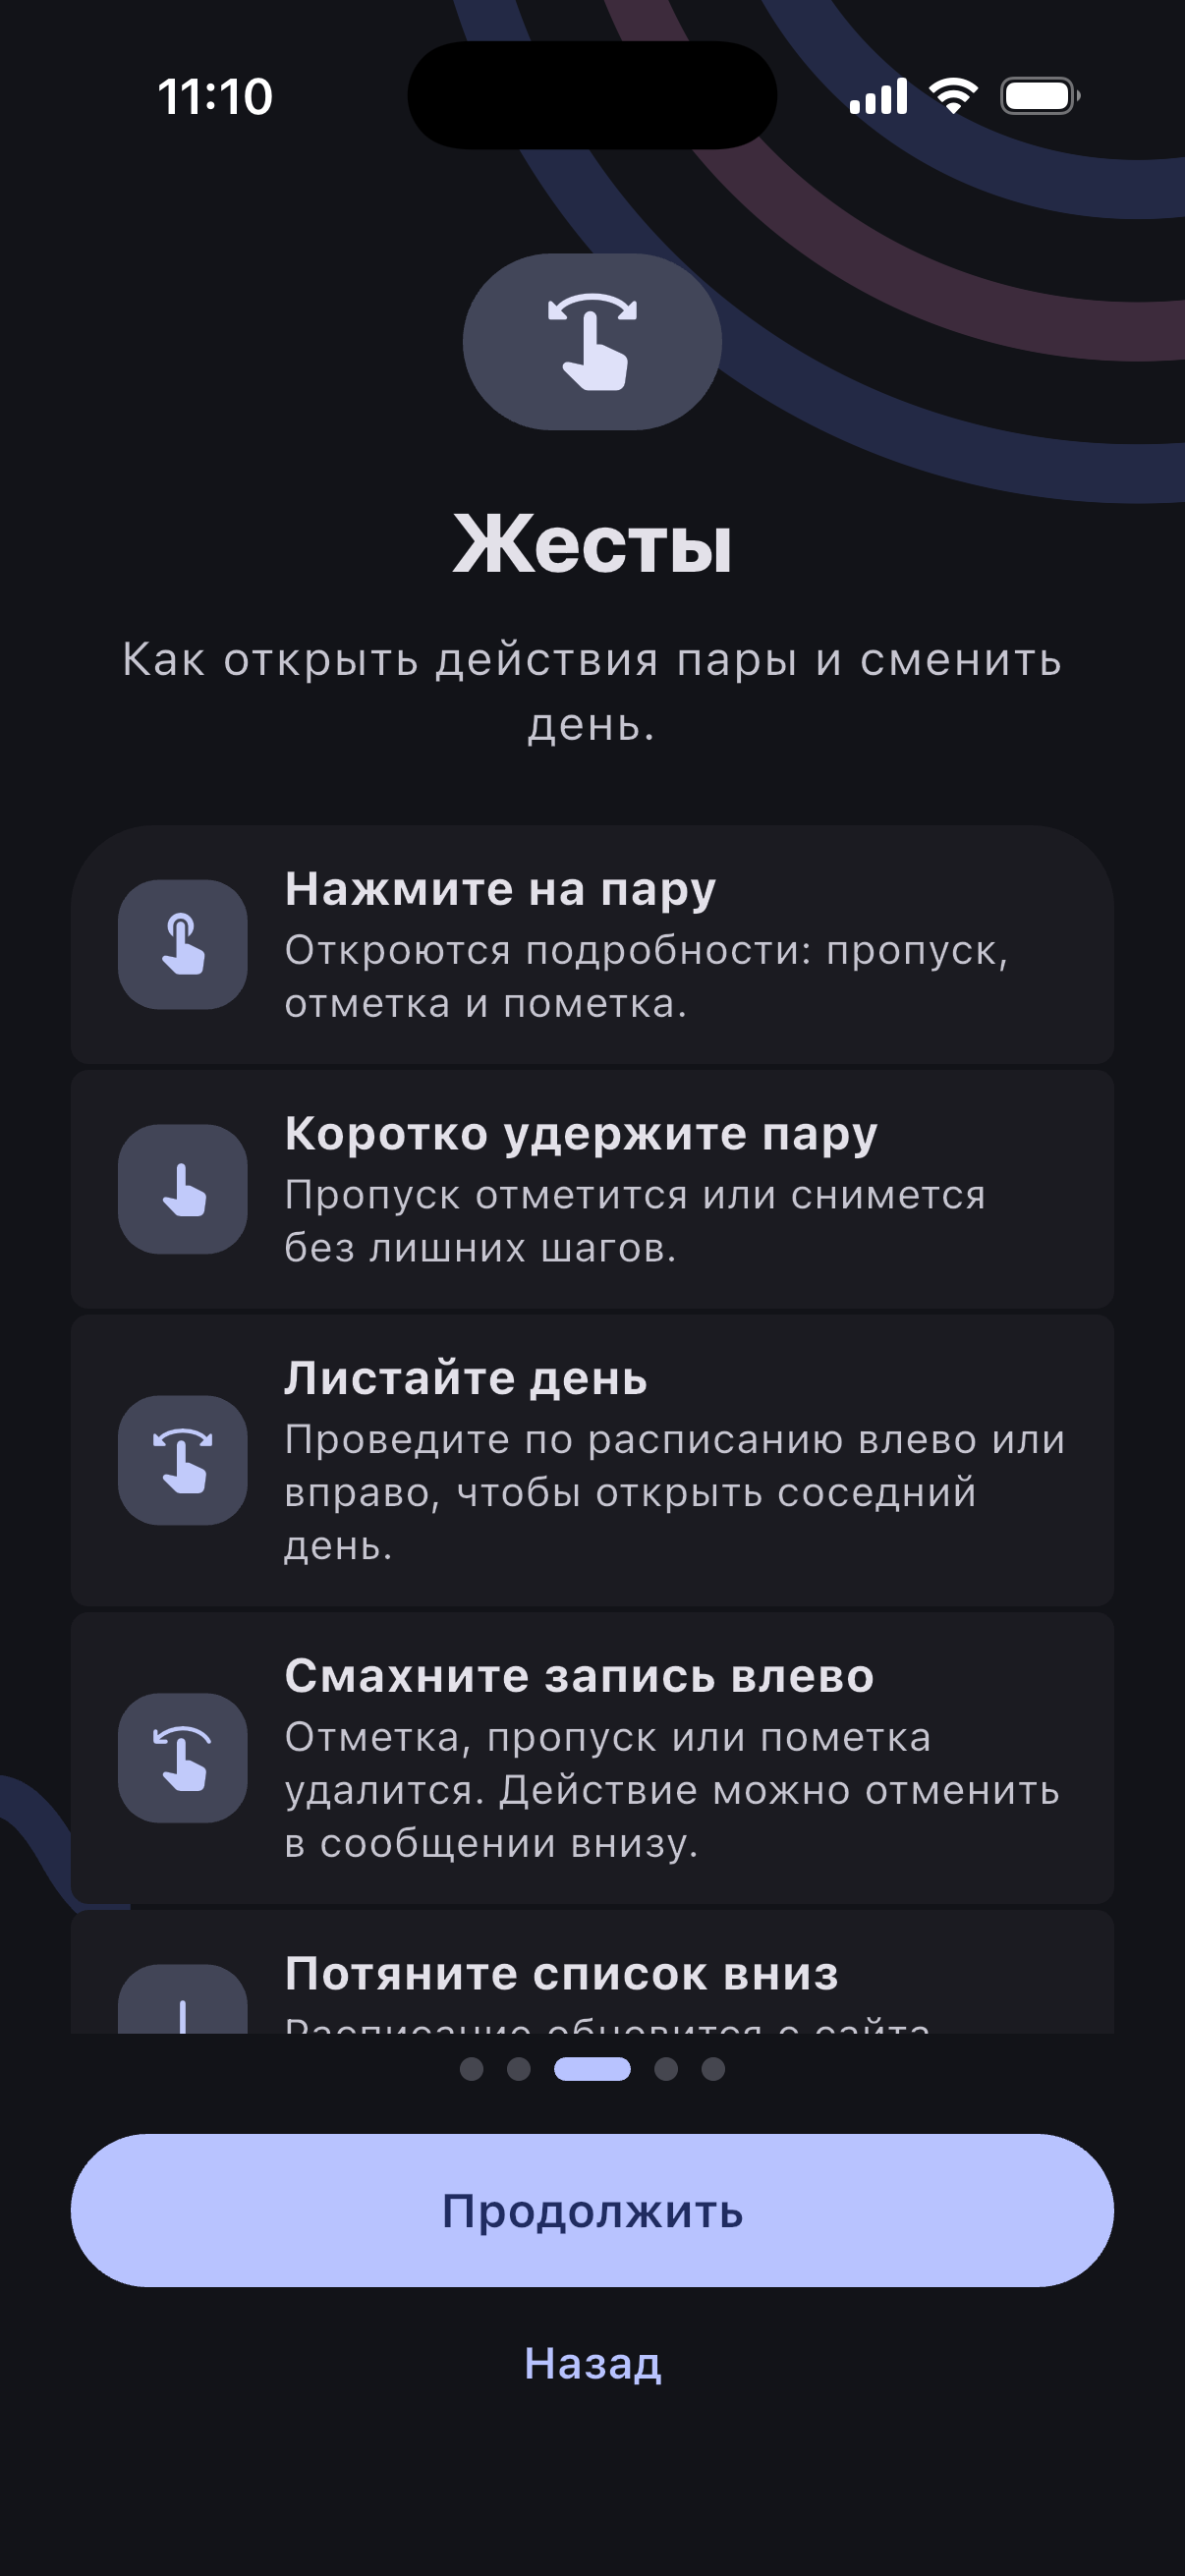 11:10
Жесты
Как открыть действия пары и сменить
день.
Нажмите на пару
Откроются подробности: пропуск,
отметка и пометка.
Коротко удержите пару
Пропуск отметится или снимется
без лишних шагов.
Листайте день
Проведите по расписанию влево или
вправо, чтобы открыть соседний
день.
Смахните запись влево
Отметка, пропуск или пометка
удалится. Действие можно отменить
в сообщении внизу.
Потяните список вниз
Расписание обновится с сайта
Продолжить
Назад